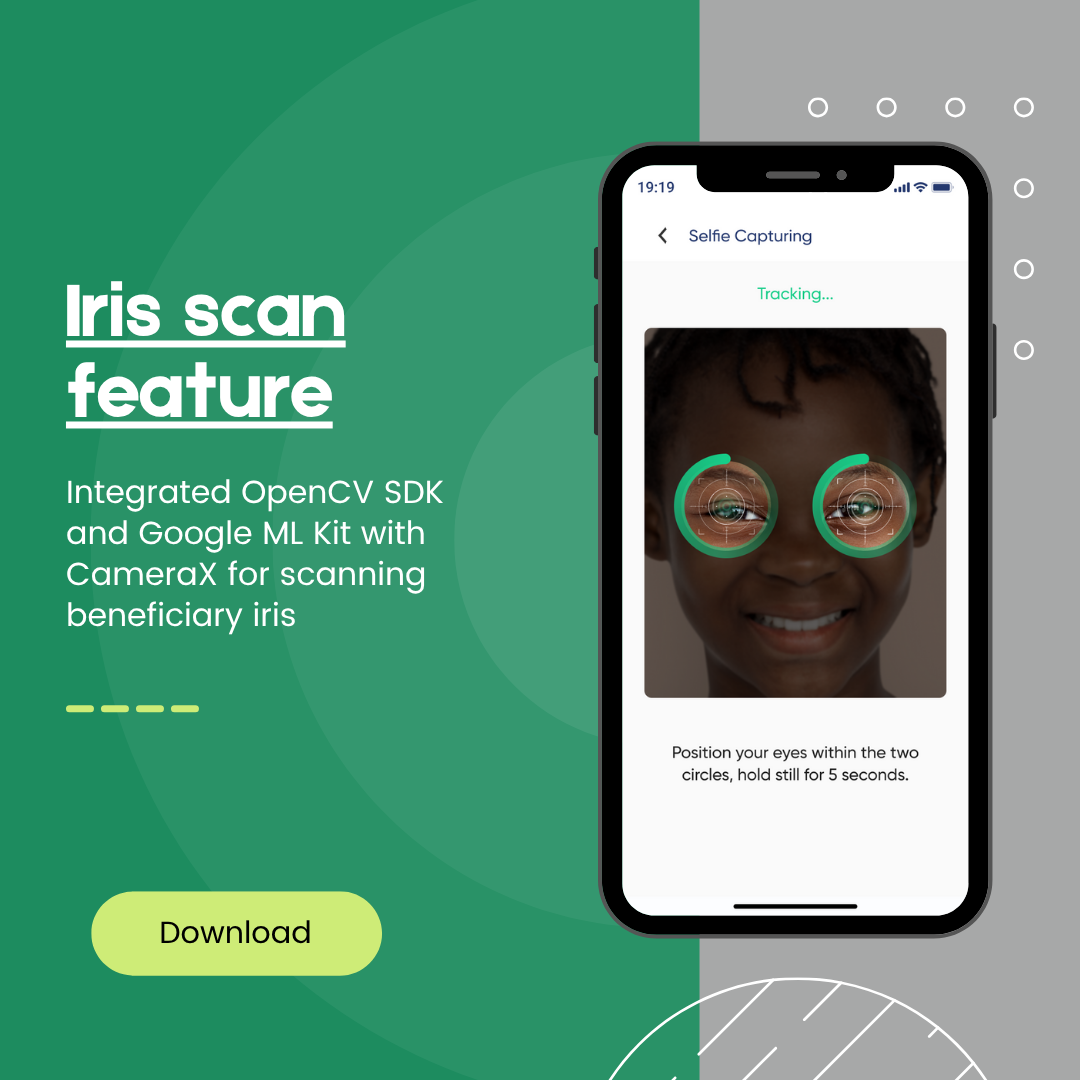 Iris scan
feature
Integrated OpenCV SDK
and Google ML Kit with
CameraX for scanning
beneficiary iris
Download
19:19
Selfie Capturing
Tracking...
Position your eyes within the two
circles, hold still for 5 seconds.